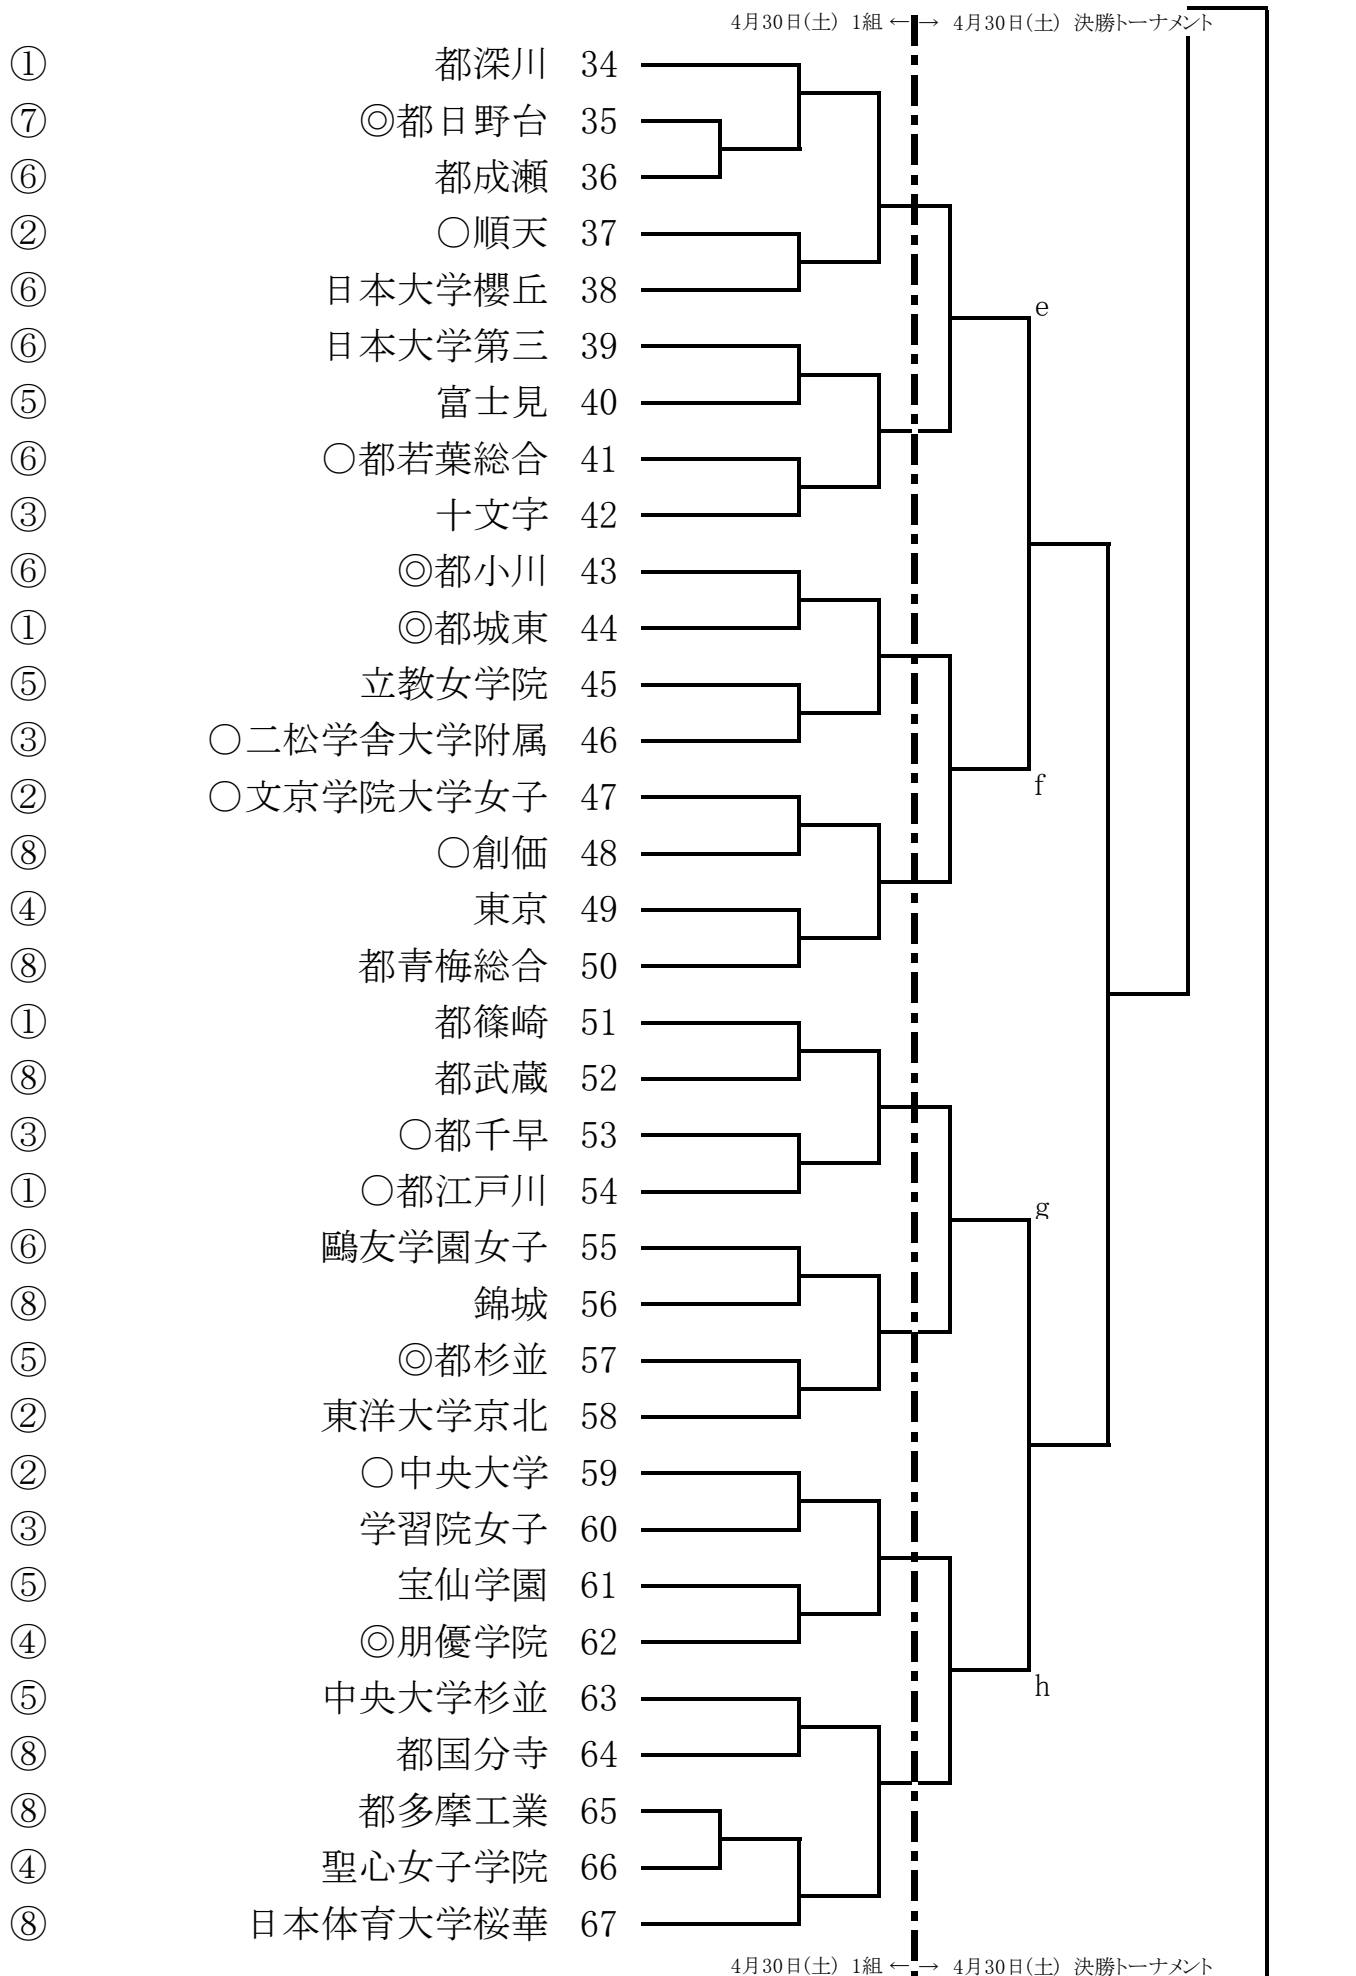 4月30日(土) 1組 ←→ 4月30日(土) 決勝トーナメント
① 都深川 34
⑦ ◎都日野台 35
⑥ 都成瀬 36
② ○順天 37
⑥ 日本大学櫻丘 38
e
⑥ 日本大学第三 39
⑤ 富士見 40
⑥ ○都若葉総合 41
③ 十文字 42
⑥ ◎都小川 43
① ◎都城東 44
⑤ 立教女学院 45
③ ○二松学舎大学附属 46
f
② ○文京学院大学女子 47
⑧ ○創価 48
④ 東京 49
⑧ 都青梅総合 50
① 都篠崎 51
⑧ 都武蔵 52
③ ○都千早 53
① ○都江戸川 54
g
⑥ 鷗友学園女子 55
⑧ 錦城 56
⑤ ◎都杉並 57
② 東洋大学京北 58
② ○中央大学 59
③ 学習院女子 60
⑤ 宝仙学園 61
④ ◎朋優学院 62
h
⑤ 中央大学杉並 63
⑧ 都国分寺 64
⑧ 都多摩工業 65
④ 聖心女子学院 66
⑧ 日本体育大学桜華 67
4月30日(土) 1組 ←→ 4月30日(土) 決勝トーナメント